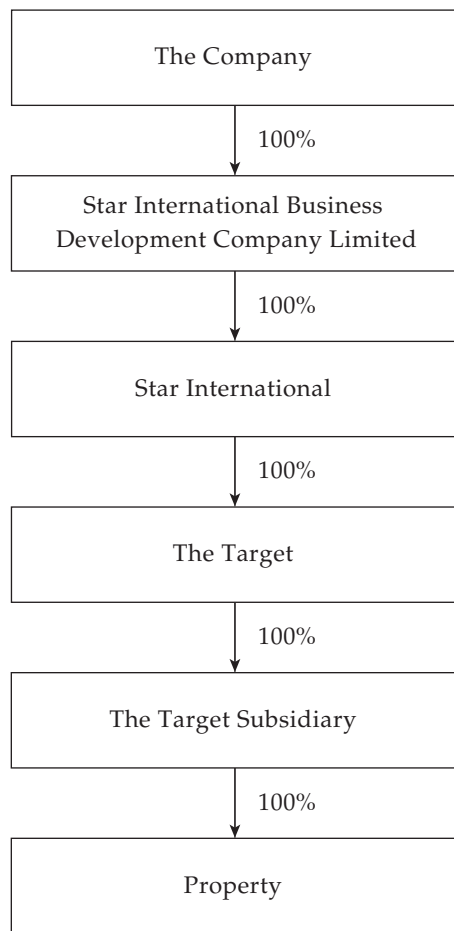 The Company
100%
Star International Business
Development Company Limited
100%
Star International
100%
The Target
100%
The Target Subsidiary
100%
Property